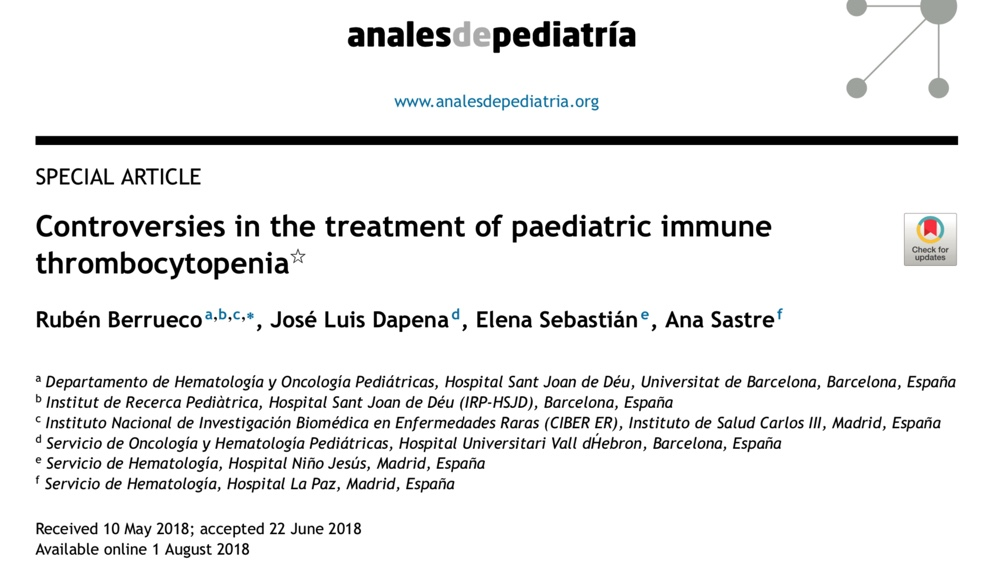 analesdepediatría
www.analesdepediatria.org
SPECIAL ARTICLE
Controversies in the treatment of paediatric immune
thrombocytopenia☆
Check for
updates
Rubén Berrueco a,b,c,*, José Luis Dapena d, Elena Sebastián e, Ana Sastre f
a Departamento de Hematología y Oncología Pediátricas, Hospital Sant Joan de Déu, Universitat de Barcelona, Barcelona, España
b Institut de Recerca Pediàtrica, Hospital Sant Joan de Déu (IRP-HSJD), Barcelona, España
c Instituto Nacional de Investigación Biomédica en Enfermedades Raras (CIBER ER), Instituto de Salud Carlos III, Madrid, España
d Servicio de Oncología y Hematología Pediátricas, Hospital Universitari Vall d́Hebron, Barcelona, España
e Servicio de Hematología, Hospital Niño Jesús, Madrid, España
f Servicio de Hematología, Hospital La Paz, Madrid, España
Received 10 May 2018; accepted 22 June 2018
Available online 1 August 2018